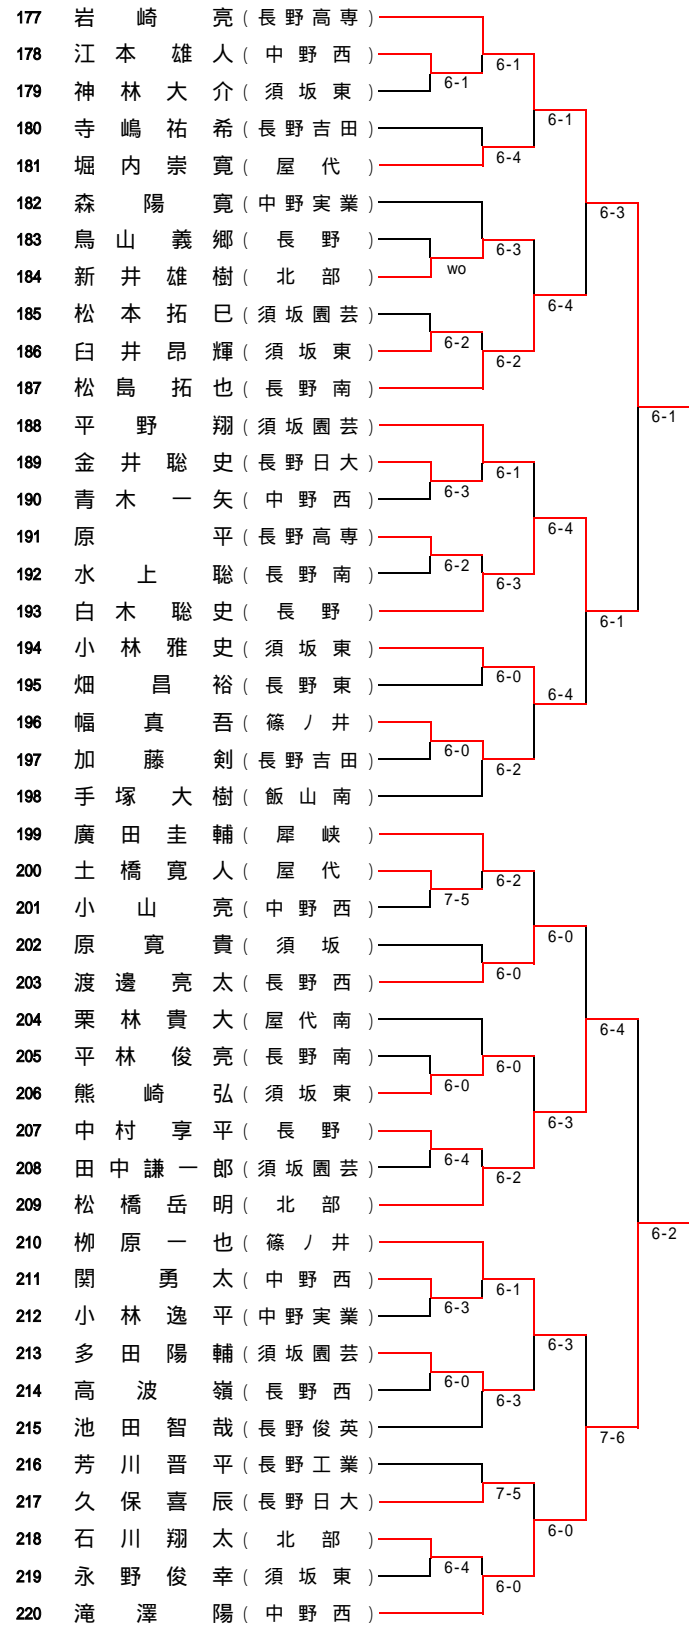 177 岩崎亮(長野高専)
178 江本雄人(中野西)
6-1
6-1
179 神林大介(須坂東)
6-1
180 寺嶋祐希(長野吉田)
6-4
181 堀内崇寛(屋代)
182 森陽寛(中野実業)
6-3
183 鳥山義郷(長野)
6-3
wo
184 新井雄樹(北部)
6-4
185 松本拓巳(須坂園芸)
6-2
186 臼井昂輝(須坂東)
6-2
187 松島拓也(長野南)
6-1
188 平野翔(須坂園芸)
189 金井聡史(長野日大)
6-1
6-3
190 青木一矢(中野西)
6-4
191 原平(長野高専)
6-2
192 水上聡(長野南)
6-3
193 白木聡史(長野)
6-1
194 小林雅史(須坂東)
6-0
195 畑昌裕(長野東)
6-4
196 幅真吾(篠ノ井)
6-0
197 加藤剣(長野吉田)
6-2
198 手塚大樹(飯山南)
199 廣田圭輔(犀峡)
200 土橋寛人(屋代)
6-2
7-5
201 小山亮(中野西)
6-0
202 原寛貴(須坂)
6-0
203 渡邊亮太(長野西)
204 栗林貴大(屋代南)
6-4
205 平林俊亮(長野南)
6-0
6-0
206 熊崎弘(須坂東)
6-3
207 中村享平(長野)
6-4
208 田中謙一郎(須坂園芸)
6-2
209 松橋岳明(北部)
6-2
210 栁原一也(篠ノ井)
211 関勇太(中野西)
6-1
6-3
212 小林逸平(中野実業)
6-3
213 多田陽輔(須坂園芸)
6-0
214 高波嶺(長野西)
6-3
215 池田智哉(長野俊英)
7-6
216 芳川晋平(長野工業)
7-5
217 久保喜辰(長野日大)
6-0
218 石川翔太(北部)
6-4
219 永野俊幸(須坂東)
6-0
220 滝澤陽(中野西)